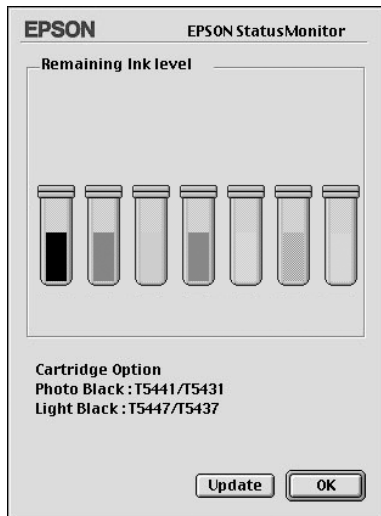 EPSON
EPSON StatusMonitor
Remaining Ink level
Cartridge Option
Photo Black : T5441/T5431
Light Black : T5447/T5437
Update
OK